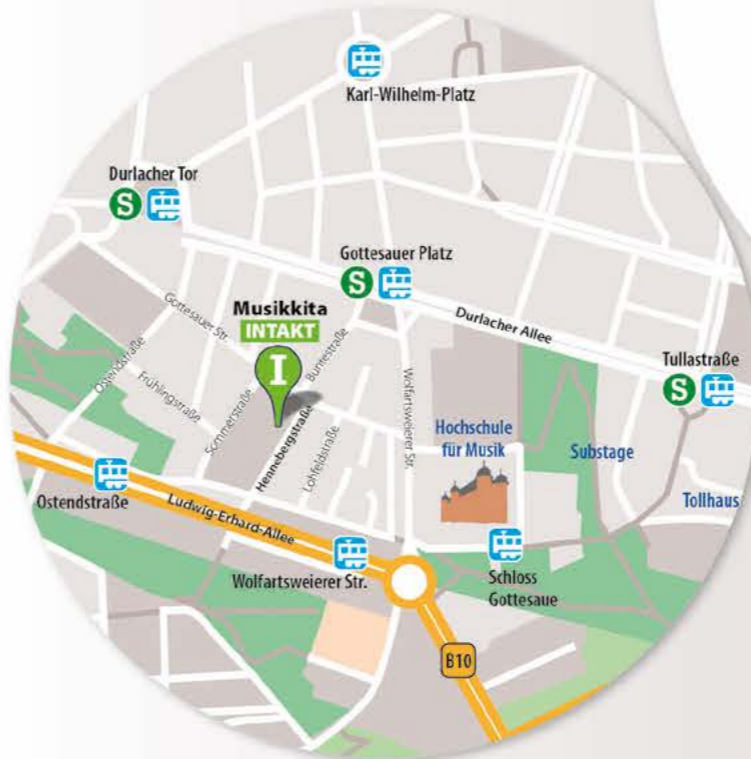 Karl-Wilhelm-Platz
Durlacher Tor
S
Gottesauer Platz
S
Durlacher Allee
Gottesauer Str.
Musikkita
INTAKT
I
Buntestraße
Ostendstraße
Frühlingstraße
Sommerstraße
Hennebergstraße
Lohfeldstraße
Wolfartsweierer Str.
Tullastraße
S
Hochschule
für Musik
Substage
Tollhaus
Ostendstraße
Ludwig-Erhard-Allee
Wolfartsweierer Str.
Schloss
Gottesaue
B10